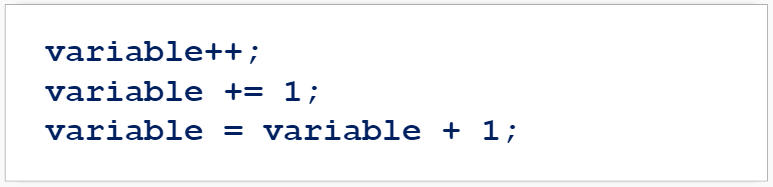 variable++;
variable += 1;
variable = variable + 1;